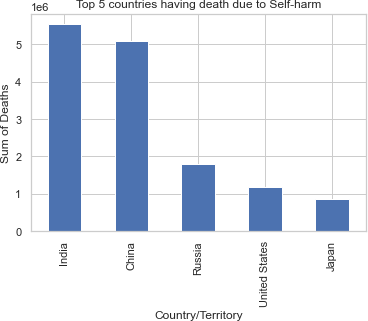 Top 5 countries having death due to Self-harm
1e6
5
4
3
2
1
0
Sum of Deaths
India
China
Russia
United States
Japan
Country/Territory